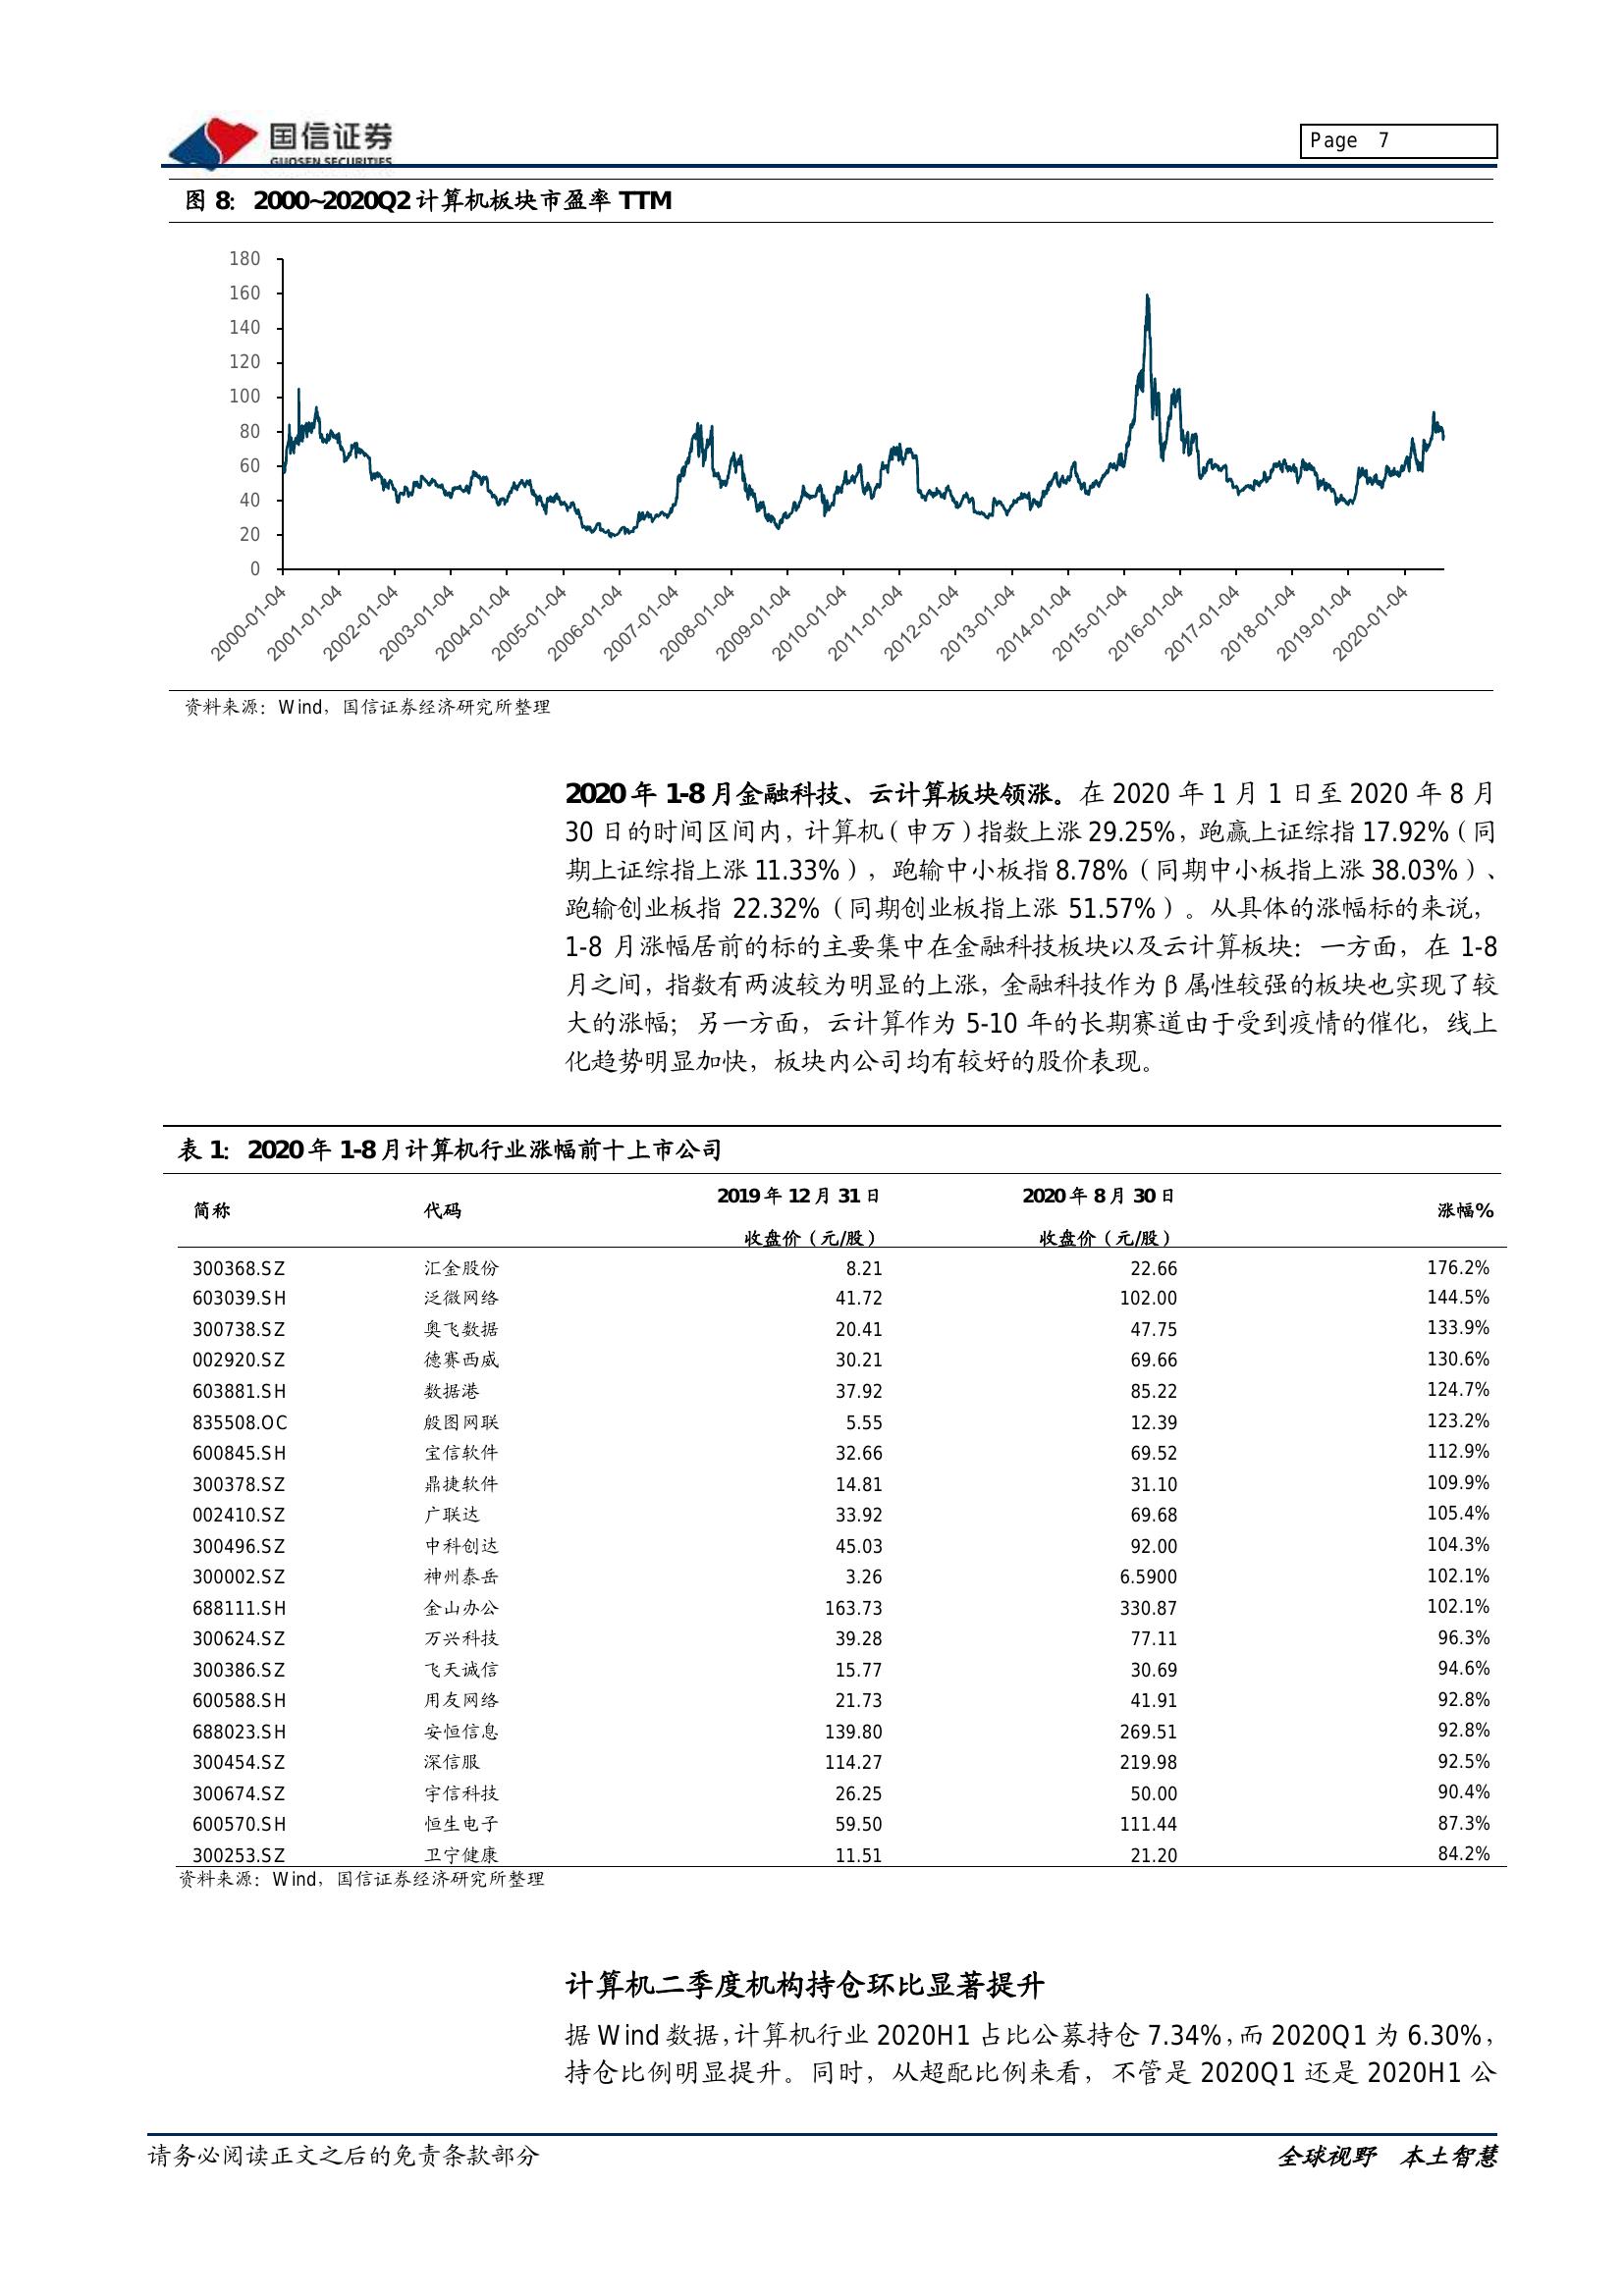 国信证券
GUOSEN SECURITIES
Page 7
图 8：2000~2020Q2 计算机板块市盈率 TTM
180
160
140
120
100
80
60
40
20
0
2000-01-04 2001-01-04 2002-01-04 2003-01-04 2004-01-04 2005-01-04 2006-01-04 2007-01-04 2008-01-04 2009-01-04 2010-01-04 2011-01-04 2012-01-04 2013-01-04 2014-01-04 2015-01-04 2016-01-04 2017-01-04 2018-01-04 2019-01-04 2020-01-04
资料来源：Wind，国信证券经济研究所整理
2020 年 1-8 月金融科技、云计算板块领涨。在 2020 年 1 月 1 日至 2020 年 8 月
30 日的时间区间内，计算机（申万）指数上涨 29.25%，跑赢上证综指 17.92%（同
期上证综指上涨 11.33%），跑输中小板指 8.78%（同期中小板指上涨 38.03%）、
跑输创业板指 22.32%（同期创业板指上涨 51.57%）。从具体的涨幅标的来说，
1-8 月涨幅居前的标的主要集中在金融科技板块以及云计算板块：一方面，在 1-8
月之间，指数有两波较为明显的上涨，金融科技作为 β 属性较强的板块也实现了较
大的涨幅；另一方面，云计算作为 5-10 年的长期赛道由于受到疫情的催化，线上
化趋势明显加快，板块内公司均有较好的股价表现。
表 1：2020 年 1-8 月计算机行业涨幅前十上市公司
简称 代码 2019 年 12 月 31 日 2020 年 8 月 30 日 涨幅%
收盘价（元/股） 收盘价（元/股）
300368.SZ 汇金股份 8.21 22.66 176.2%
603039.SH 泛微网络 41.72 102.00 144.5%
300738.SZ 奥飞数据 20.41 47.75 133.9%
002920.SZ 德赛西威 30.21 69.66 130.6%
603881.SH 数据港 37.92 85.22 124.7%
835508.OC 殷图网联 5.55 12.39 123.2%
600845.SH 宝信软件 32.66 69.52 112.9%
300378.SZ 鼎捷软件 14.81 31.10 109.9%
002410.SZ 广联达 33.92 69.68 105.4%
300496.SZ 中科创达 45.03 92.00 104.3%
300002.SZ 神州泰岳 3.26 6.5900 102.1%
688111.SH 金山办公 163.73 330.87 102.1%
300624.SZ 万兴科技 39.28 77.11 96.3%
300386.SZ 飞天诚信 15.77 30.69 94.6%
600588.SH 用友网络 21.73 41.91 92.8%
688023.SH 安恒信息 139.80 269.51 92.8%
300454.SZ 深信服 114.27 219.98 92.5%
300674.SZ 宇信科技 26.25 50.00 90.4%
600570.SH 恒生电子 59.50 111.44 87.3%
300253.SZ 卫宁健康 11.51 21.20 84.2%
资料来源：Wind，国信证券经济研究所整理
计算机二季度机构持仓环比显著提升
据 Wind 数据，计算机行业 2020H1 占比公募持仓 7.34%，而 2020Q1 为 6.30%，
持仓比例明显提升。同时，从超配比例来看，不管是 2020Q1 还是 2020H1 公
请务必阅读正文之后的免责条款部分
全球视野 本土智慧